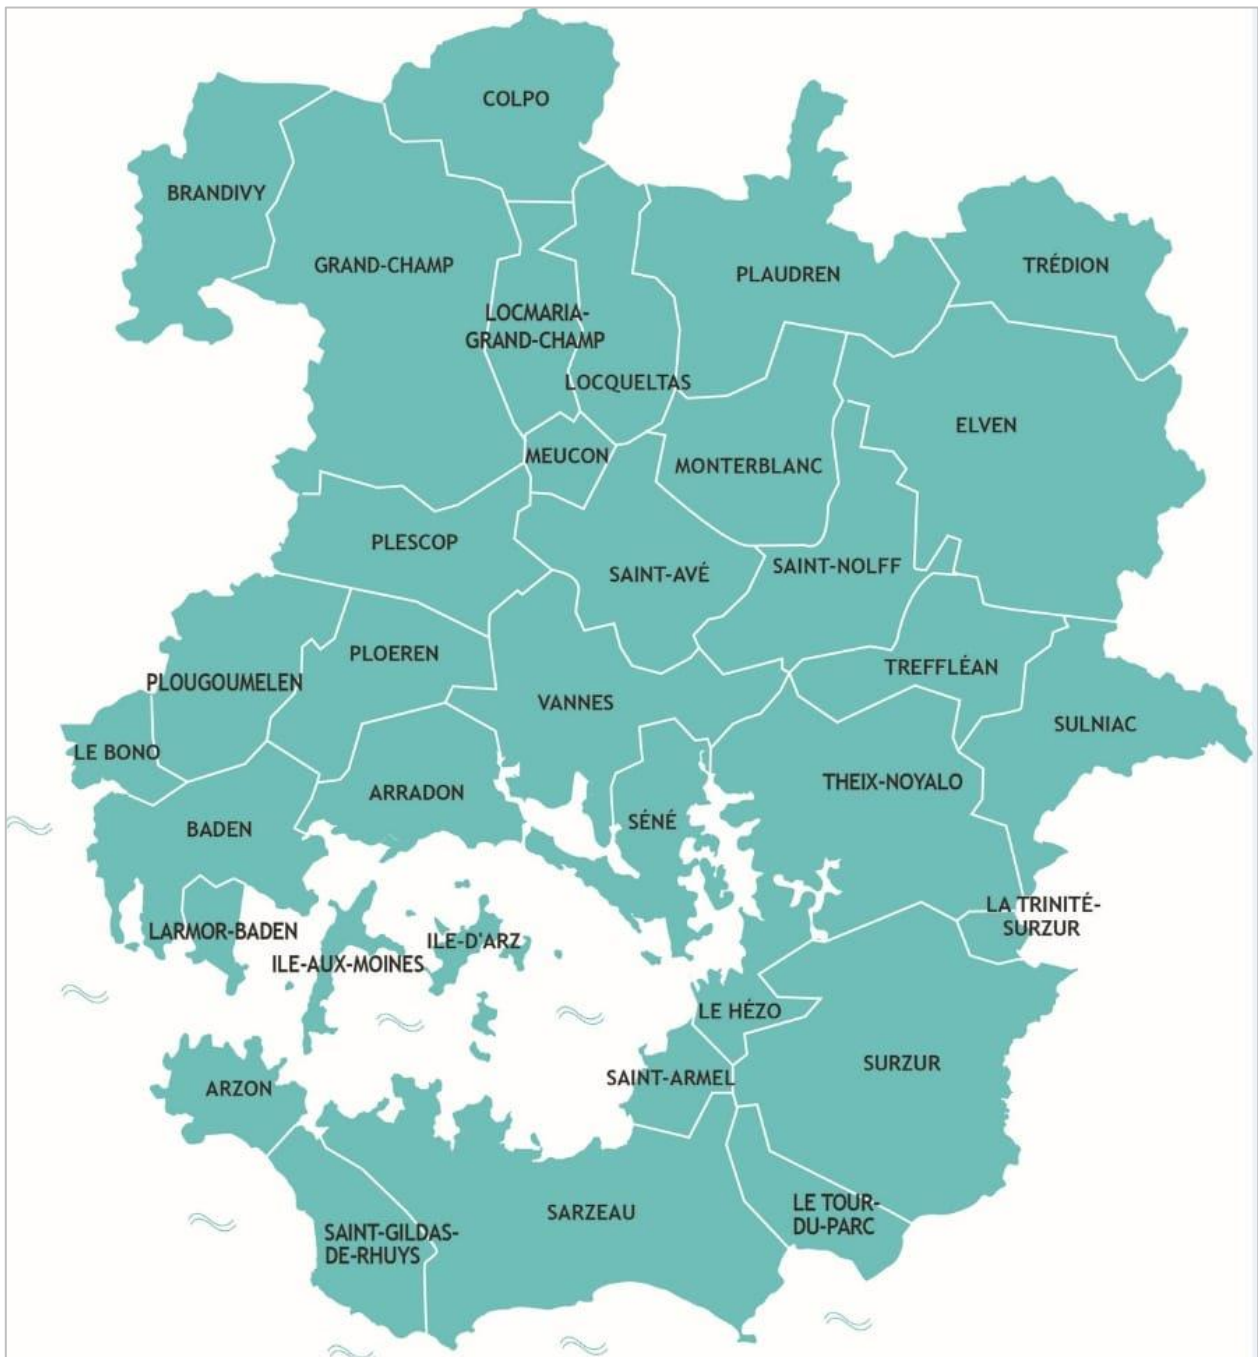 COLPO
BRANDIVY
GRAND-CHAMP
PLAUDREN
TRÉDION
LOCMARIA-
GRAND-CHAMP
LOCQUELTAS
ELVEN
MEUCON
MONTERBLANC
PLESCOP
SAINT-AVÉ
SAINT-NOLFF
PLOEREN
TREFFLÉAN
PLOUGOUMELEN
VANNES
SULNIAC
LE BONO
THEIX-NOYALO
ARRADON
SÉNÉ
BADEN
LA TRINITÉ-
SURZUR
LARMOR-BADEN
ILE-D'ARZ
ILE-AUX-MOINES
LE HÉZO
SURZUR
SAINT-ARMEL
ARZON
LE TOUR-
DU-PARC
SARZEAU
SAINT-GILDAS-
DE-RHUYS